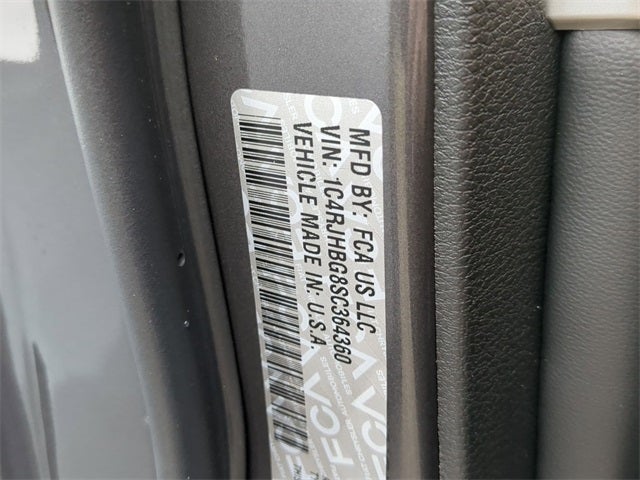 MFD BY: FCA US LLC
VIN: 1C4RJHBG8SC364360
VEHICLE MADE IN: U.S.A.